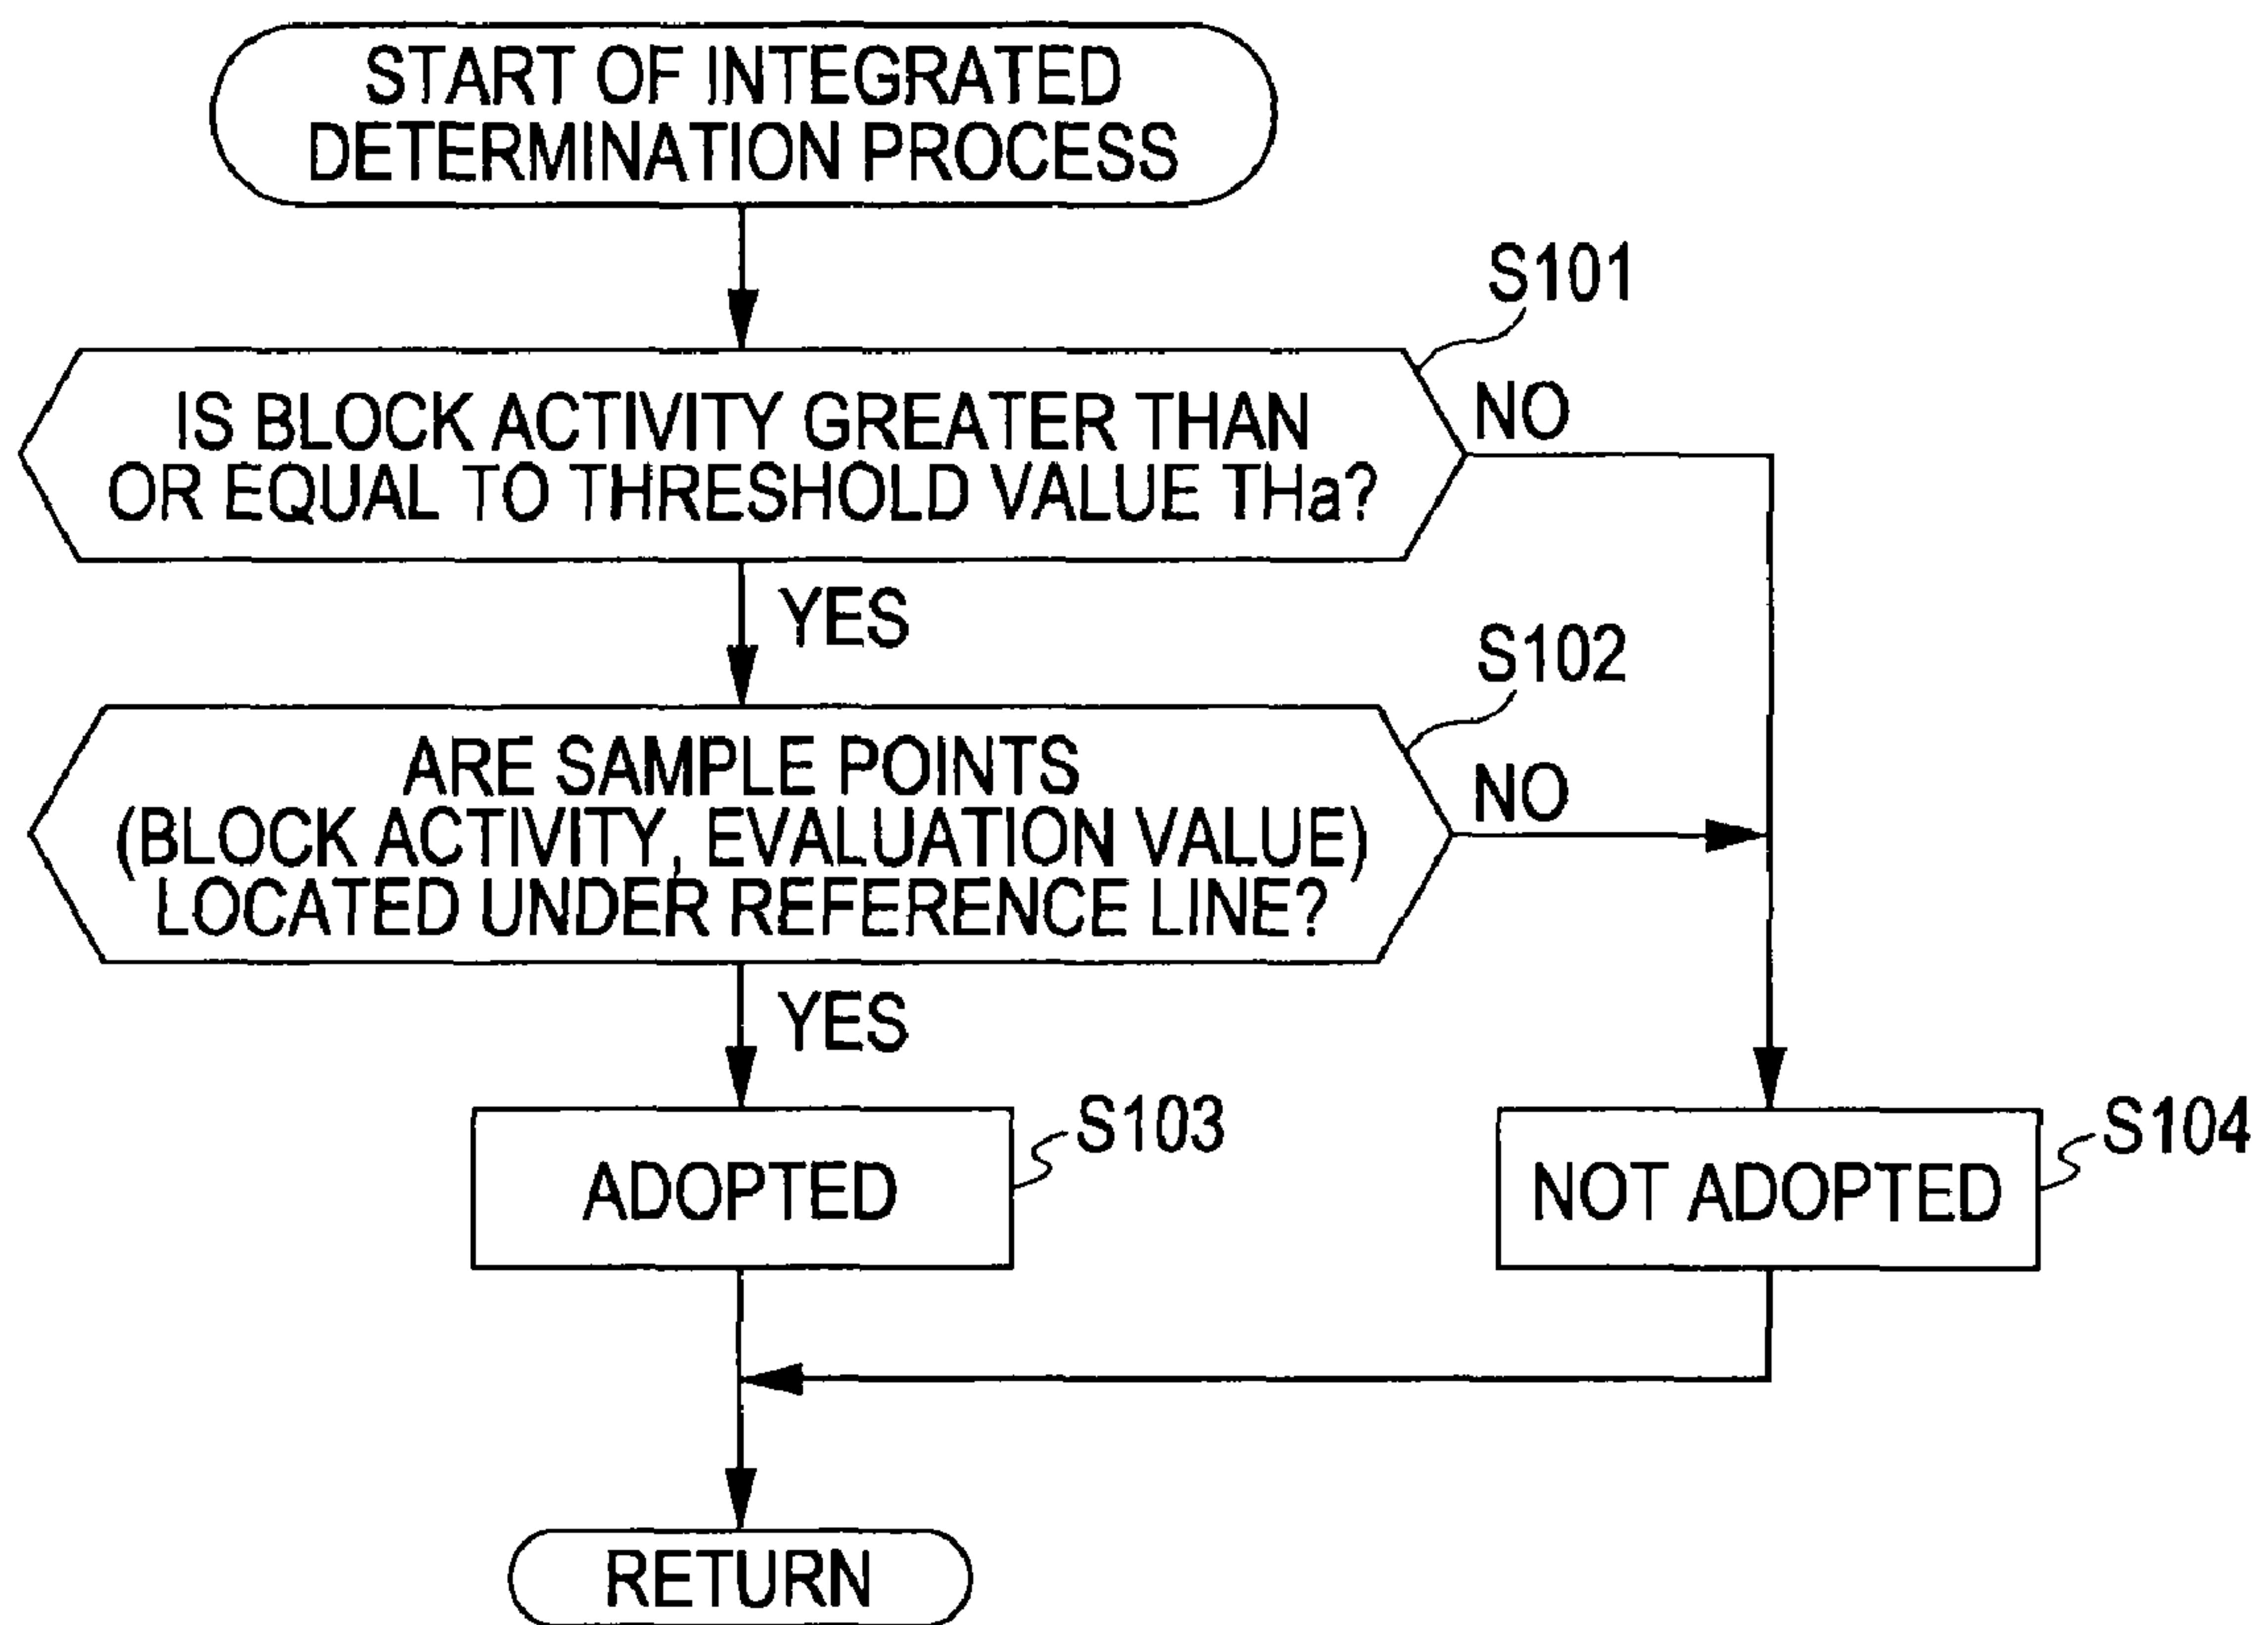 START OF INTEGRATED
DETERMINATION PROCESS
S101
IS BLOCK ACTIVITY GREATER THAN
OR EQUAL TO THRESHOLD VALUE THa?
NO
YES
S102
ARE SAMPLE POINTS
(BLOCK ACTIVITY, EVALUATION VALUE)
LOCATED UNDER REFERENCE LINE?
NO
YES
S103
ADOPTED
S104
NOT ADOPTED
RETURN